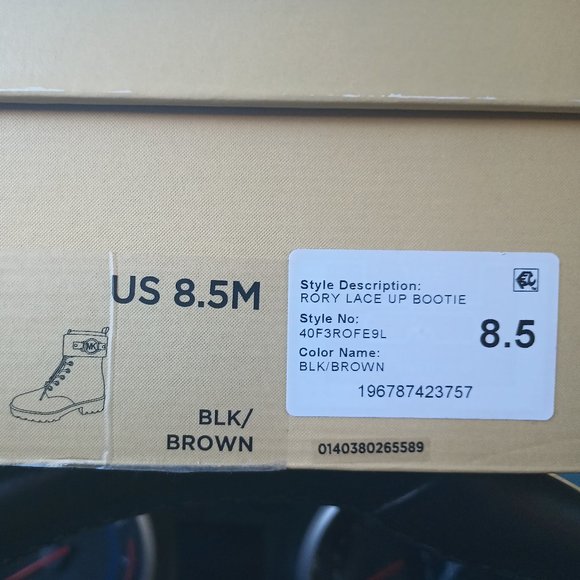 US 8.5M
MK
BLK/
BROWN
Style Description:
RORY LACE UP BOOTIE
Style No:
40F3ROFE9L
Color Name:
BLK/BROWN
8.5
196787423757
0140380265589